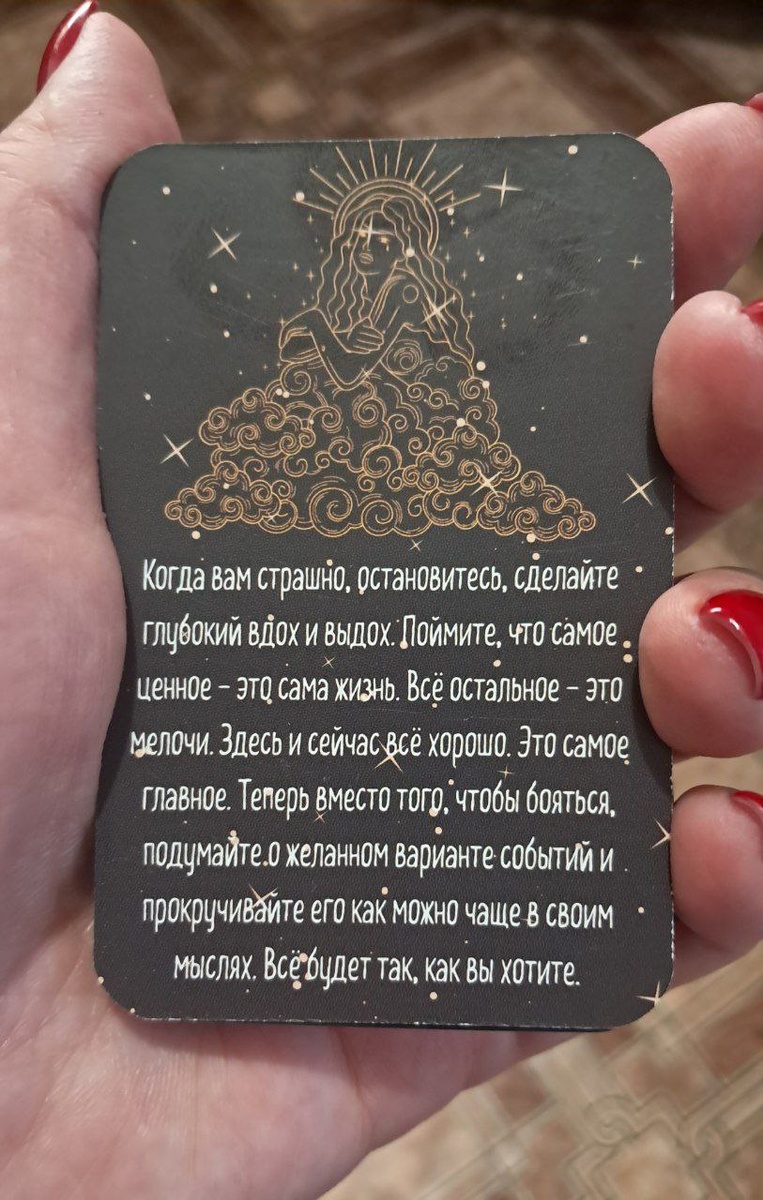 Когда вам страшно, остановитесь, сделайте
глубокий вдох и выдох. Поймите, что самое
ценное – это сама жизнь. Всё остальное – это
мелочи. Здесь и сейчас всё хорошо. Это самое
главное. Теперь вместо того, чтобы бояться,
подумайте о желанном варианте событий и
прокручивайте его как можно чаще в своим
мыслях. Всё будет так, как вы хотите.